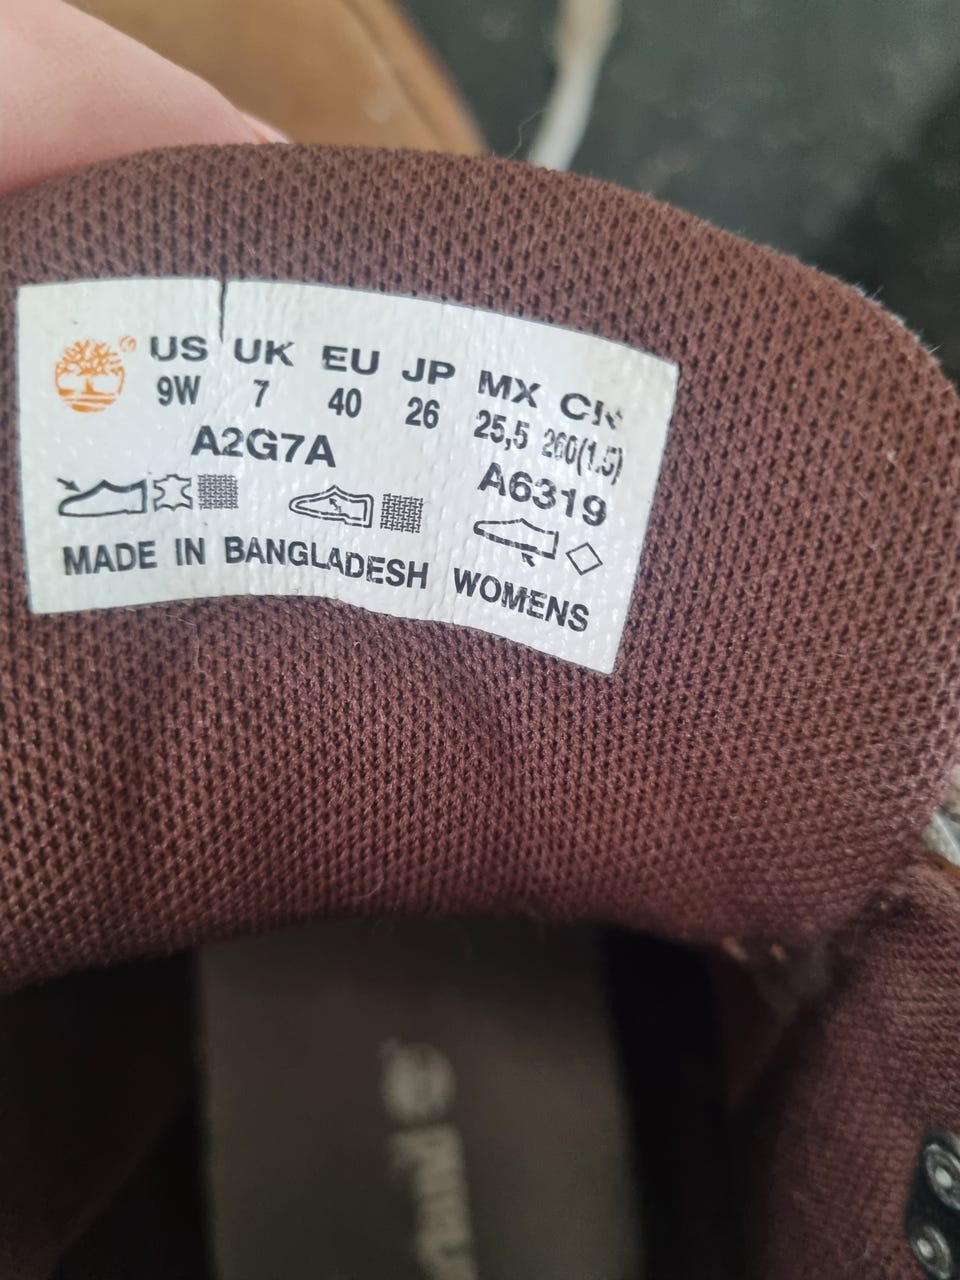 US UK EU JP MX CN
9W 7 40 26 25,5 260(1.5)
A2G7A A6319
MADE IN BANGLADESH WOMENS